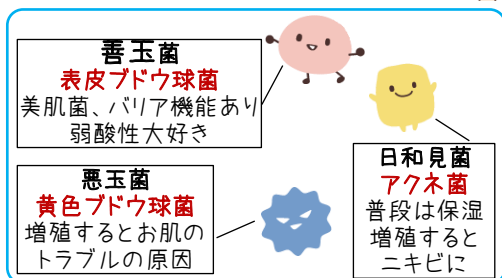 善玉菌
表皮ブドウ球菌
美肌菌、バリア機能あり
弱酸性大好き
悪玉菌
黄色ブドウ球菌
増殖するとお肌の
トラブルの原因
日和見菌
アクネ菌
普段は保湿
増殖すると
ニキビに